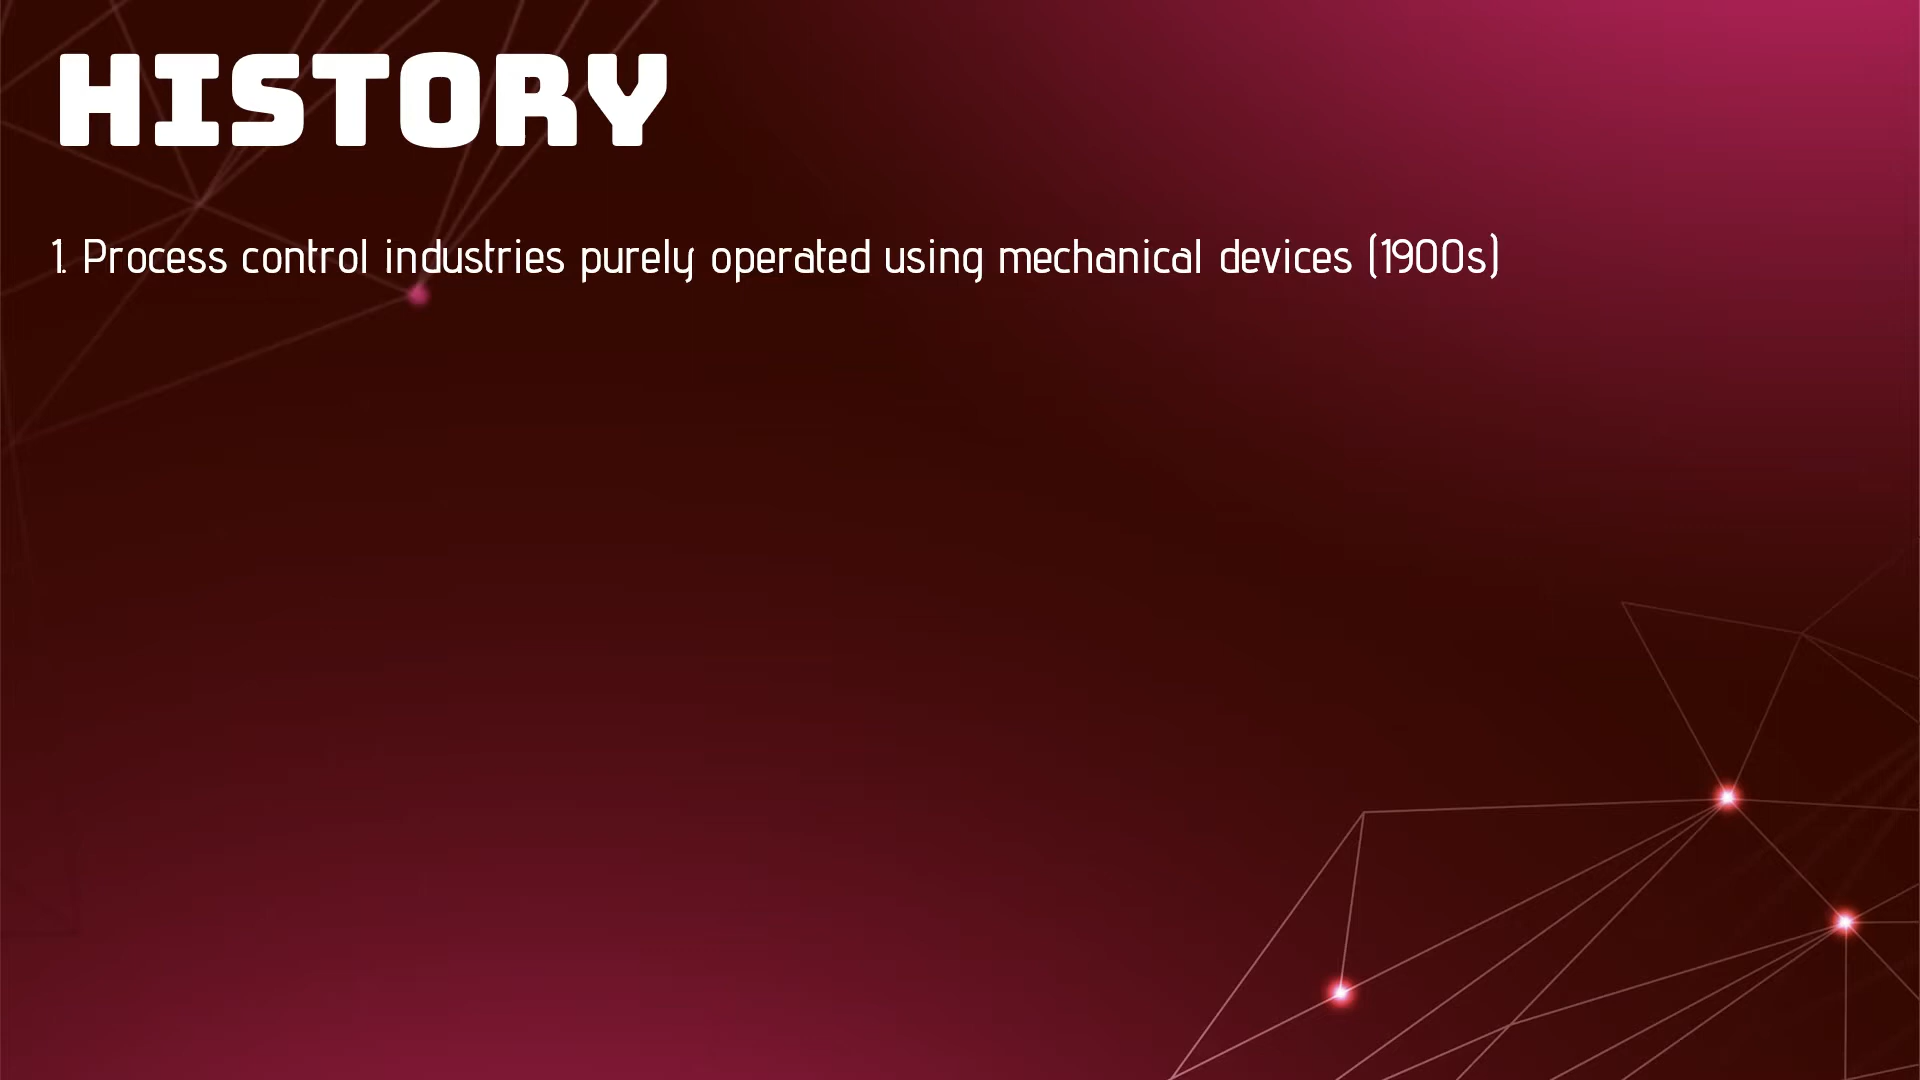 HISTORY
1. Process control industries purely operated using mechanical devices (1900s)